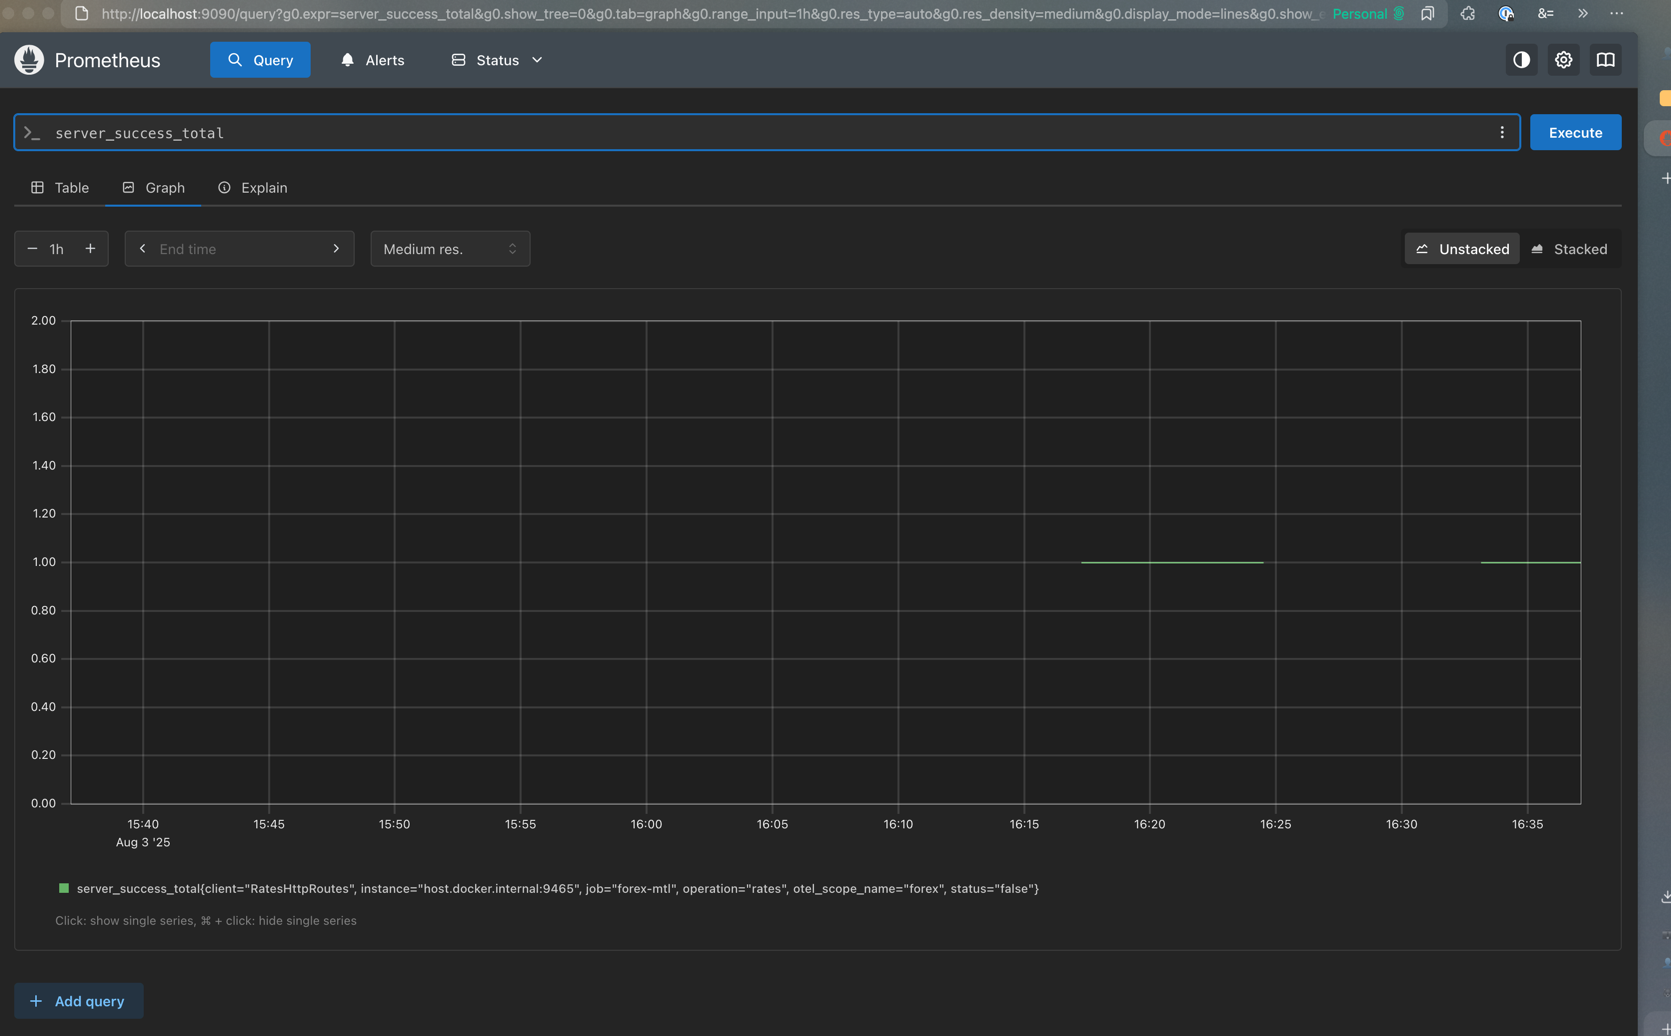 http://localhost:9090/query?g0.expr=server_success_total&g0.show_tree=0&g0.tab=graph&g0.range_input=1h&g0.res_type=auto&g0.res_density=medium&g0.display_mode=lines&g0.show_e Personal
Prometheus Query Alerts Status
>_ server_success_total Execute
Table Graph Explain
− 1h + < End time > Medium res. Unstacked Stacked
2.00
1.80
1.60
1.40
1.20
1.00
0.80
0.60
0.40
0.20
0.00
15:40 15:45 15:50 15:55 16:00 16:05 16:10 16:15 16:20 16:25 16:30 16:35
Aug 3 '25
server_success_total{client="RatesHttpRoutes", instance="host.docker.internal:9465", job="forex-mtl", operation="rates", otel_scope_name="forex", status="false"}
Click: show single series, ⌘ + click: hide single series
+ Add query